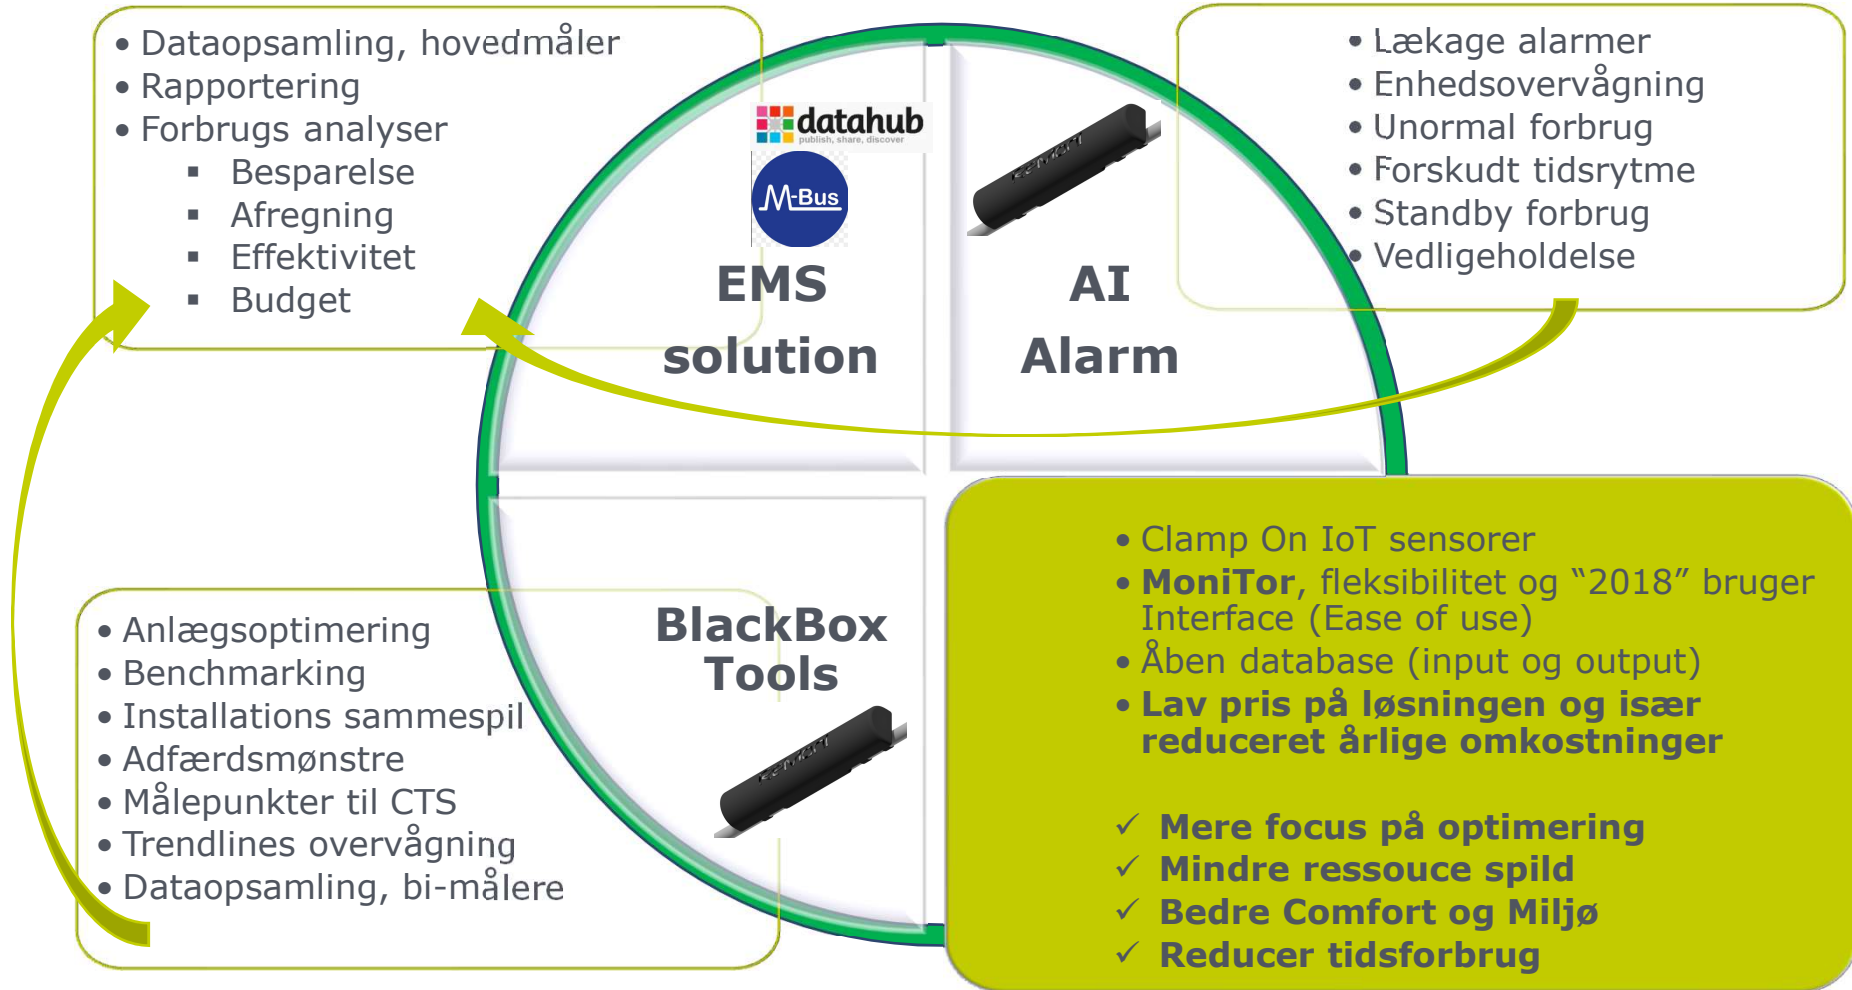 • Dataopsamling, hovedmåler
• Rapportering
• Forbrugs analyser
▪ Besparelse
▪ Afregning
▪ Effektivitet
▪ Budget
datahub
publish, share, discover
M-Bus
EMS
solution
AI
Alarm
• Lækage alarmer
• Enhedsovervågning
• Unormal forbrug
• Forskudt tidsrytme
• Standby forbrug
• Vedligeholdelse
BlackBox
Tools
• Anlægsoptimering
• Benchmarking
• Installations sammespil
• Adfærdsmønstre
• Målepunkter til CTS
• Trendlines overvågning
• Dataopsamling, bi-målere
• Clamp On IoT sensorer
• MoniTor, fleksibilitet og “2018” bruger
Interface (Ease of use)
• Åben database (input og output)
• Lav pris på løsningen og især
reduceret årlige omkostninger
✓ Mere focus på optimering
✓ Mindre ressouce spild
✓ Bedre Comfort og Miljø
✓ Reducer tidsforbrug